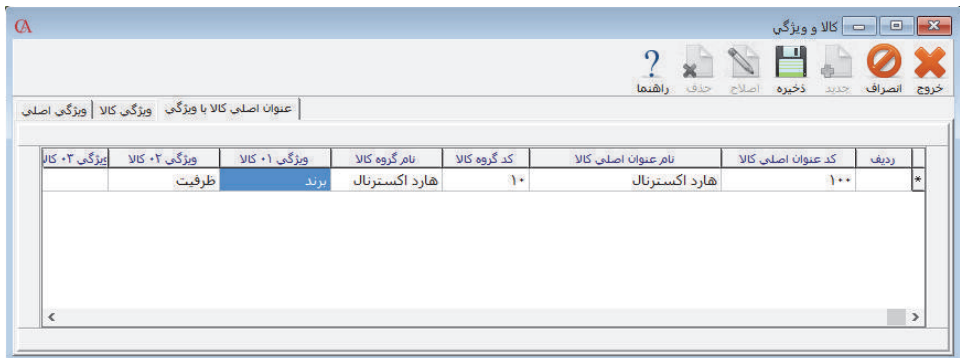 کالا و ویژگی
خروج انصراف جدید ذخیره اصلاح حذف راهنما
عنوان اصلی کالا با ویژگی ویژگی کالا ویژگی اصلی
ردیف کد عنوان اصلی کالا نام عنوان اصلی کالا کد گروه کالا نام گروه کالا ویژگی ۰۱ کالا ویژگی ۰۲ کالا ویژگی ۰۳ کالا
* ۱۰۰ هارد اکسترنال ۱۰ هارد اکسترنال برند ظرفیت